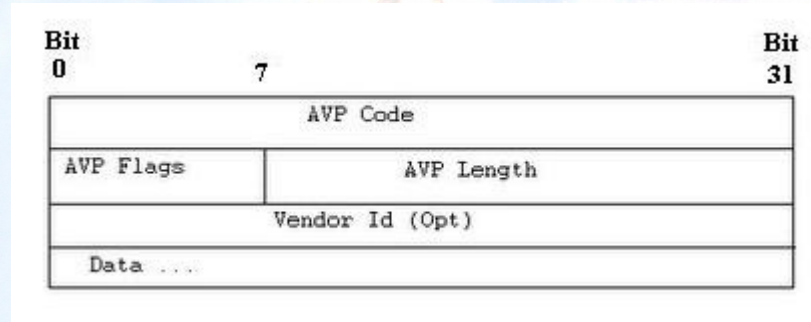 Bit Bit
0 7 31
AVP Code
AVP Flags AVP Length
Vendor Id (Opt)
Data ...